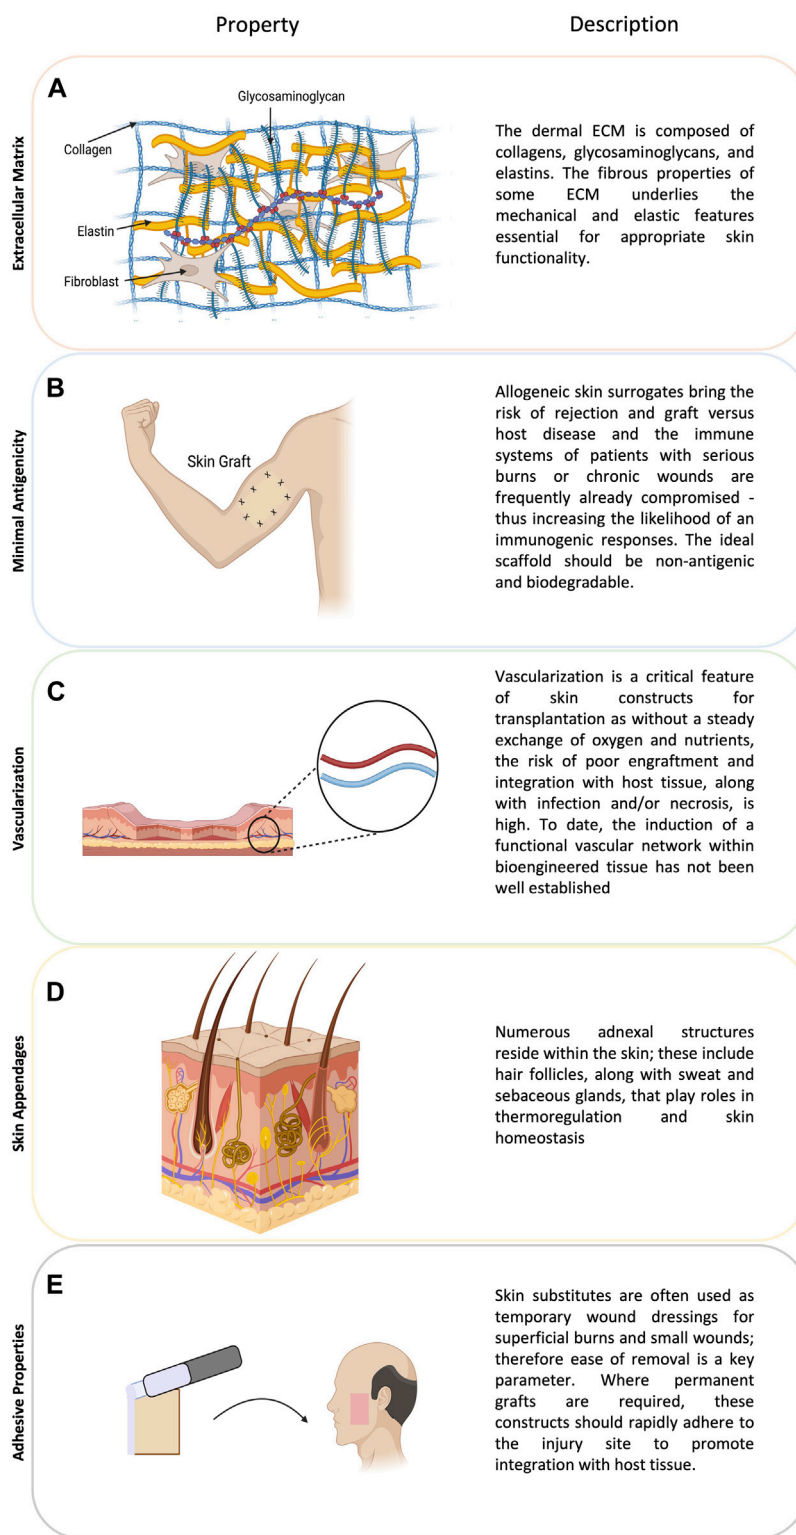 Property
Description
Extracellular Matrix
A
Glycosaminoglycan
Collagen
Elastin
Fibroblast
The dermal ECM is composed of
collagens, glycosaminoglycans, and
elastins. The fibrous properties of
some ECM underlies the
mechanical and elastic features
essential for appropriate skin
functionality.
Minimal Antigenicity
B
Skin Graft
Allogeneic skin surrogates bring the
risk of rejection and graft versus
host disease and the immune
systems of patients with serious
burns or chronic wounds are
frequently already compromised -
thus increasing the likelihood of an
immunogenic responses. The ideal
scaffold should be non-antigenic
and biodegradable.
Vascularization
C
Vascularization is a critical feature
of skin constructs for
transplantation as without a steady
exchange of oxygen and nutrients,
the risk of poor engraftment and
integration with host tissue, along
with infection and/or necrosis, is
high. To date, the induction of a
functional vascular network within
bioengineered tissue has not been
well established
Skin Appendages
D
Numerous adnexal structures
reside within the skin; these include
hair follicles, along with sweat and
sebaceous glands, that play roles in
thermoregulation and skin
homeostasis
Adhesive Properties
E
Skin substitutes are often used as
temporary wound dressings for
superficial burns and small wounds;
therefore ease of removal is a key
parameter. Where permanent
grafts are required, these
constructs should rapidly adhere to
the injury site to promote
integration with host tissue.